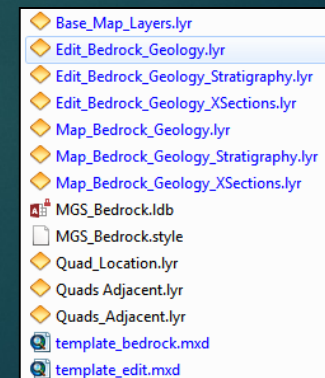 Base_Map_Layers.lyr
Edit_Bedrock_Geology.lyr
Edit_Bedrock_Geology_Stratigraphy.lyr
Edit_Bedrock_Geology_XSections.lyr
Map_Bedrock_Geology.lyr
Map_Bedrock_Geology_Stratigraphy.lyr
Map_Bedrock_Geology_XSections.lyr
MGS_Bedrock.ldb
MGS_Bedrock.style
Quad_Location.lyr
Quads Adjacent.lyr
Quads_Adjacent.lyr
template_bedrock.mxd
template_edit.mxd